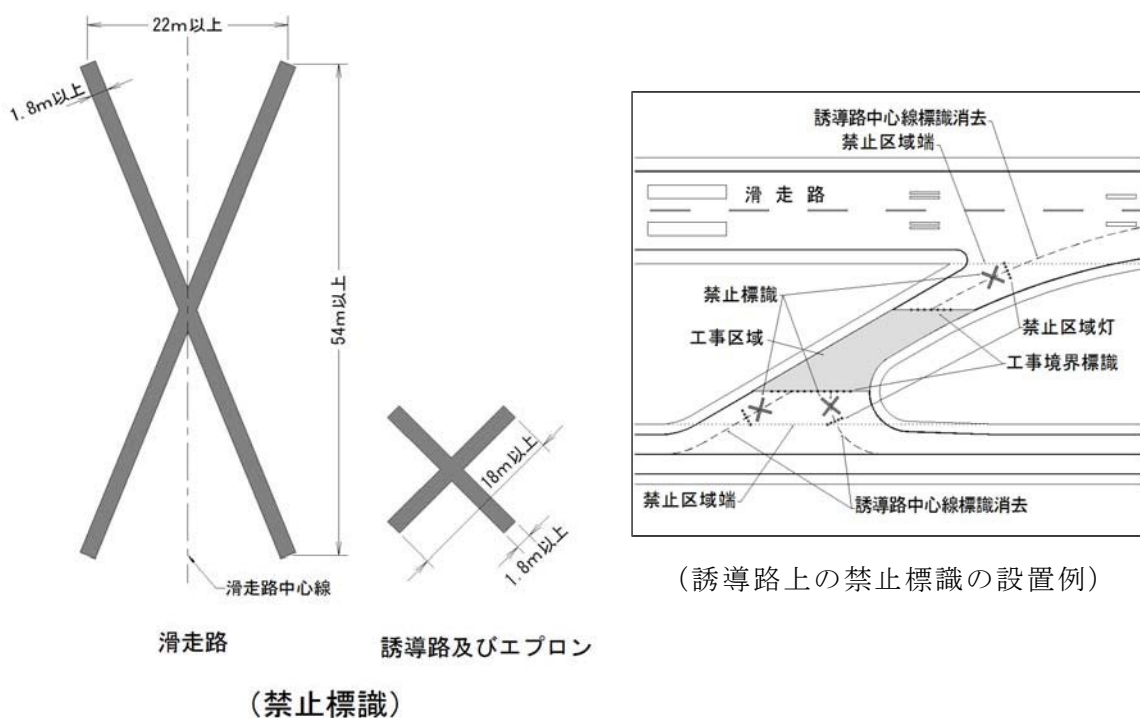 22m以上
1.8m以上
54m以上
滑走路中心線
18m以上
1.8m以上
滑走路
誘導路及びエプロン
(禁止標識)
誘導路中心線標識消去
禁止区域端
滑走路
禁止標識
工事区域
禁止区域灯
工事境界標識
禁止区域端
誘導路中心線標識消去
(誘導路上の禁止標識の設置例)